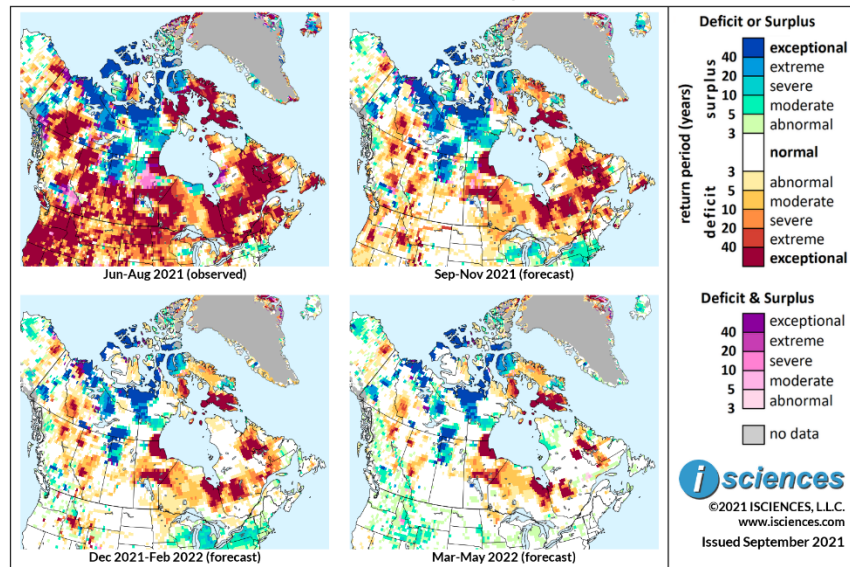 Jun-Aug 2021 (observed)
Sep-Nov 2021 (forecast)
Dec 2021-Feb 2022 (forecast)
Mar-May 2022 (forecast)
Deficit or Surplus
return period (years)
deficit surplus
40
20
10
5
3
3
5
10
20
40
exceptional
extreme
severe
moderate
abnormal
normal
abnormal
moderate
severe
extreme
exceptional
Deficit & Surplus
40
20
10
5
3
exceptional
extreme
severe
moderate
abnormal
no data
i sciences
©2021 ISCIENCES, L.L.C.
www.isciences.com
Issued September 2021